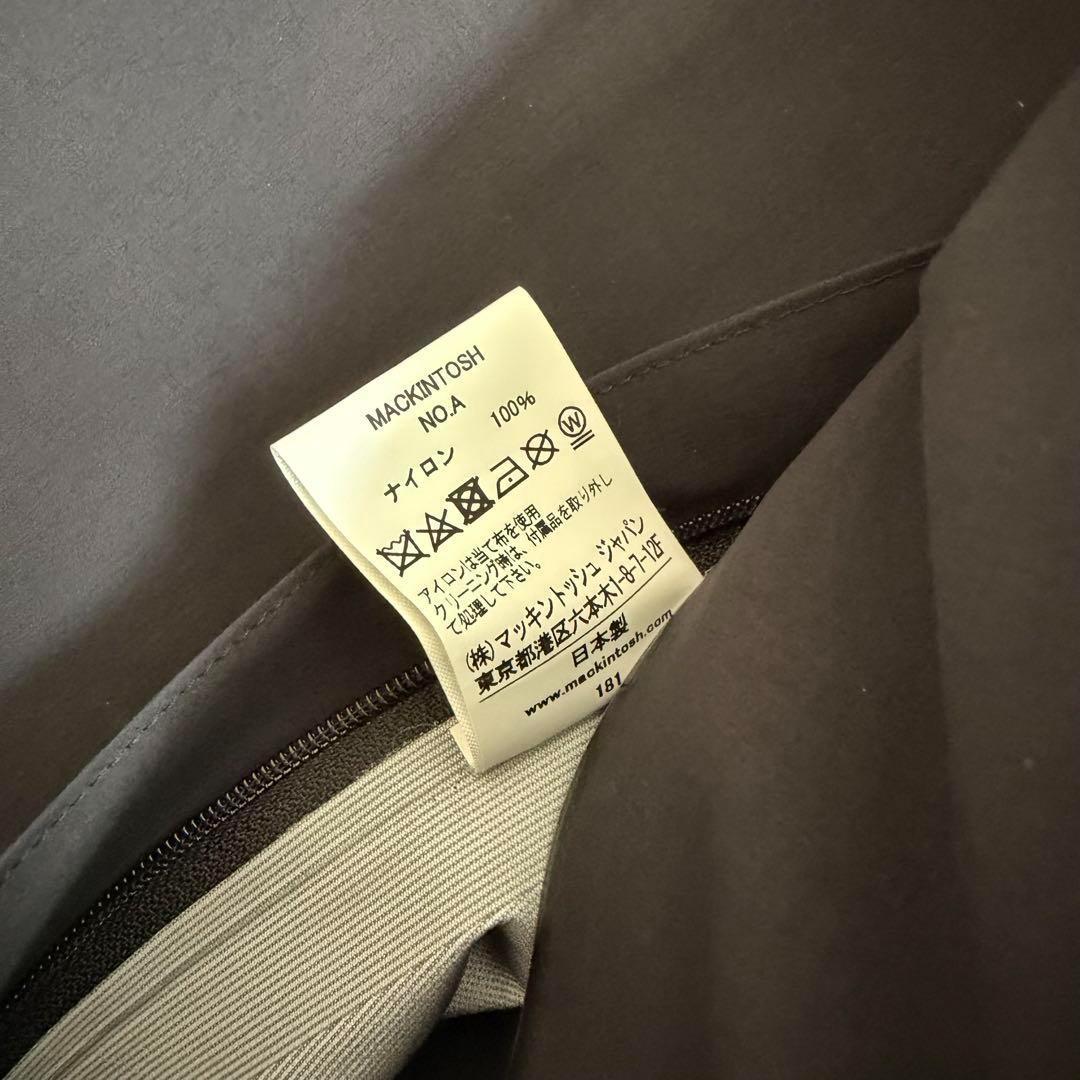 MACKINTOSH
NO.A
ナイロン 100%
W
アイロンは当て布を使用
クリーニング時は、付属品を取り外し
て処理して下さい。
(株)マッキントッシュ ジャパン
東京都港区六本木1-8-7-12F
日本製
www.mackintosh.com
181